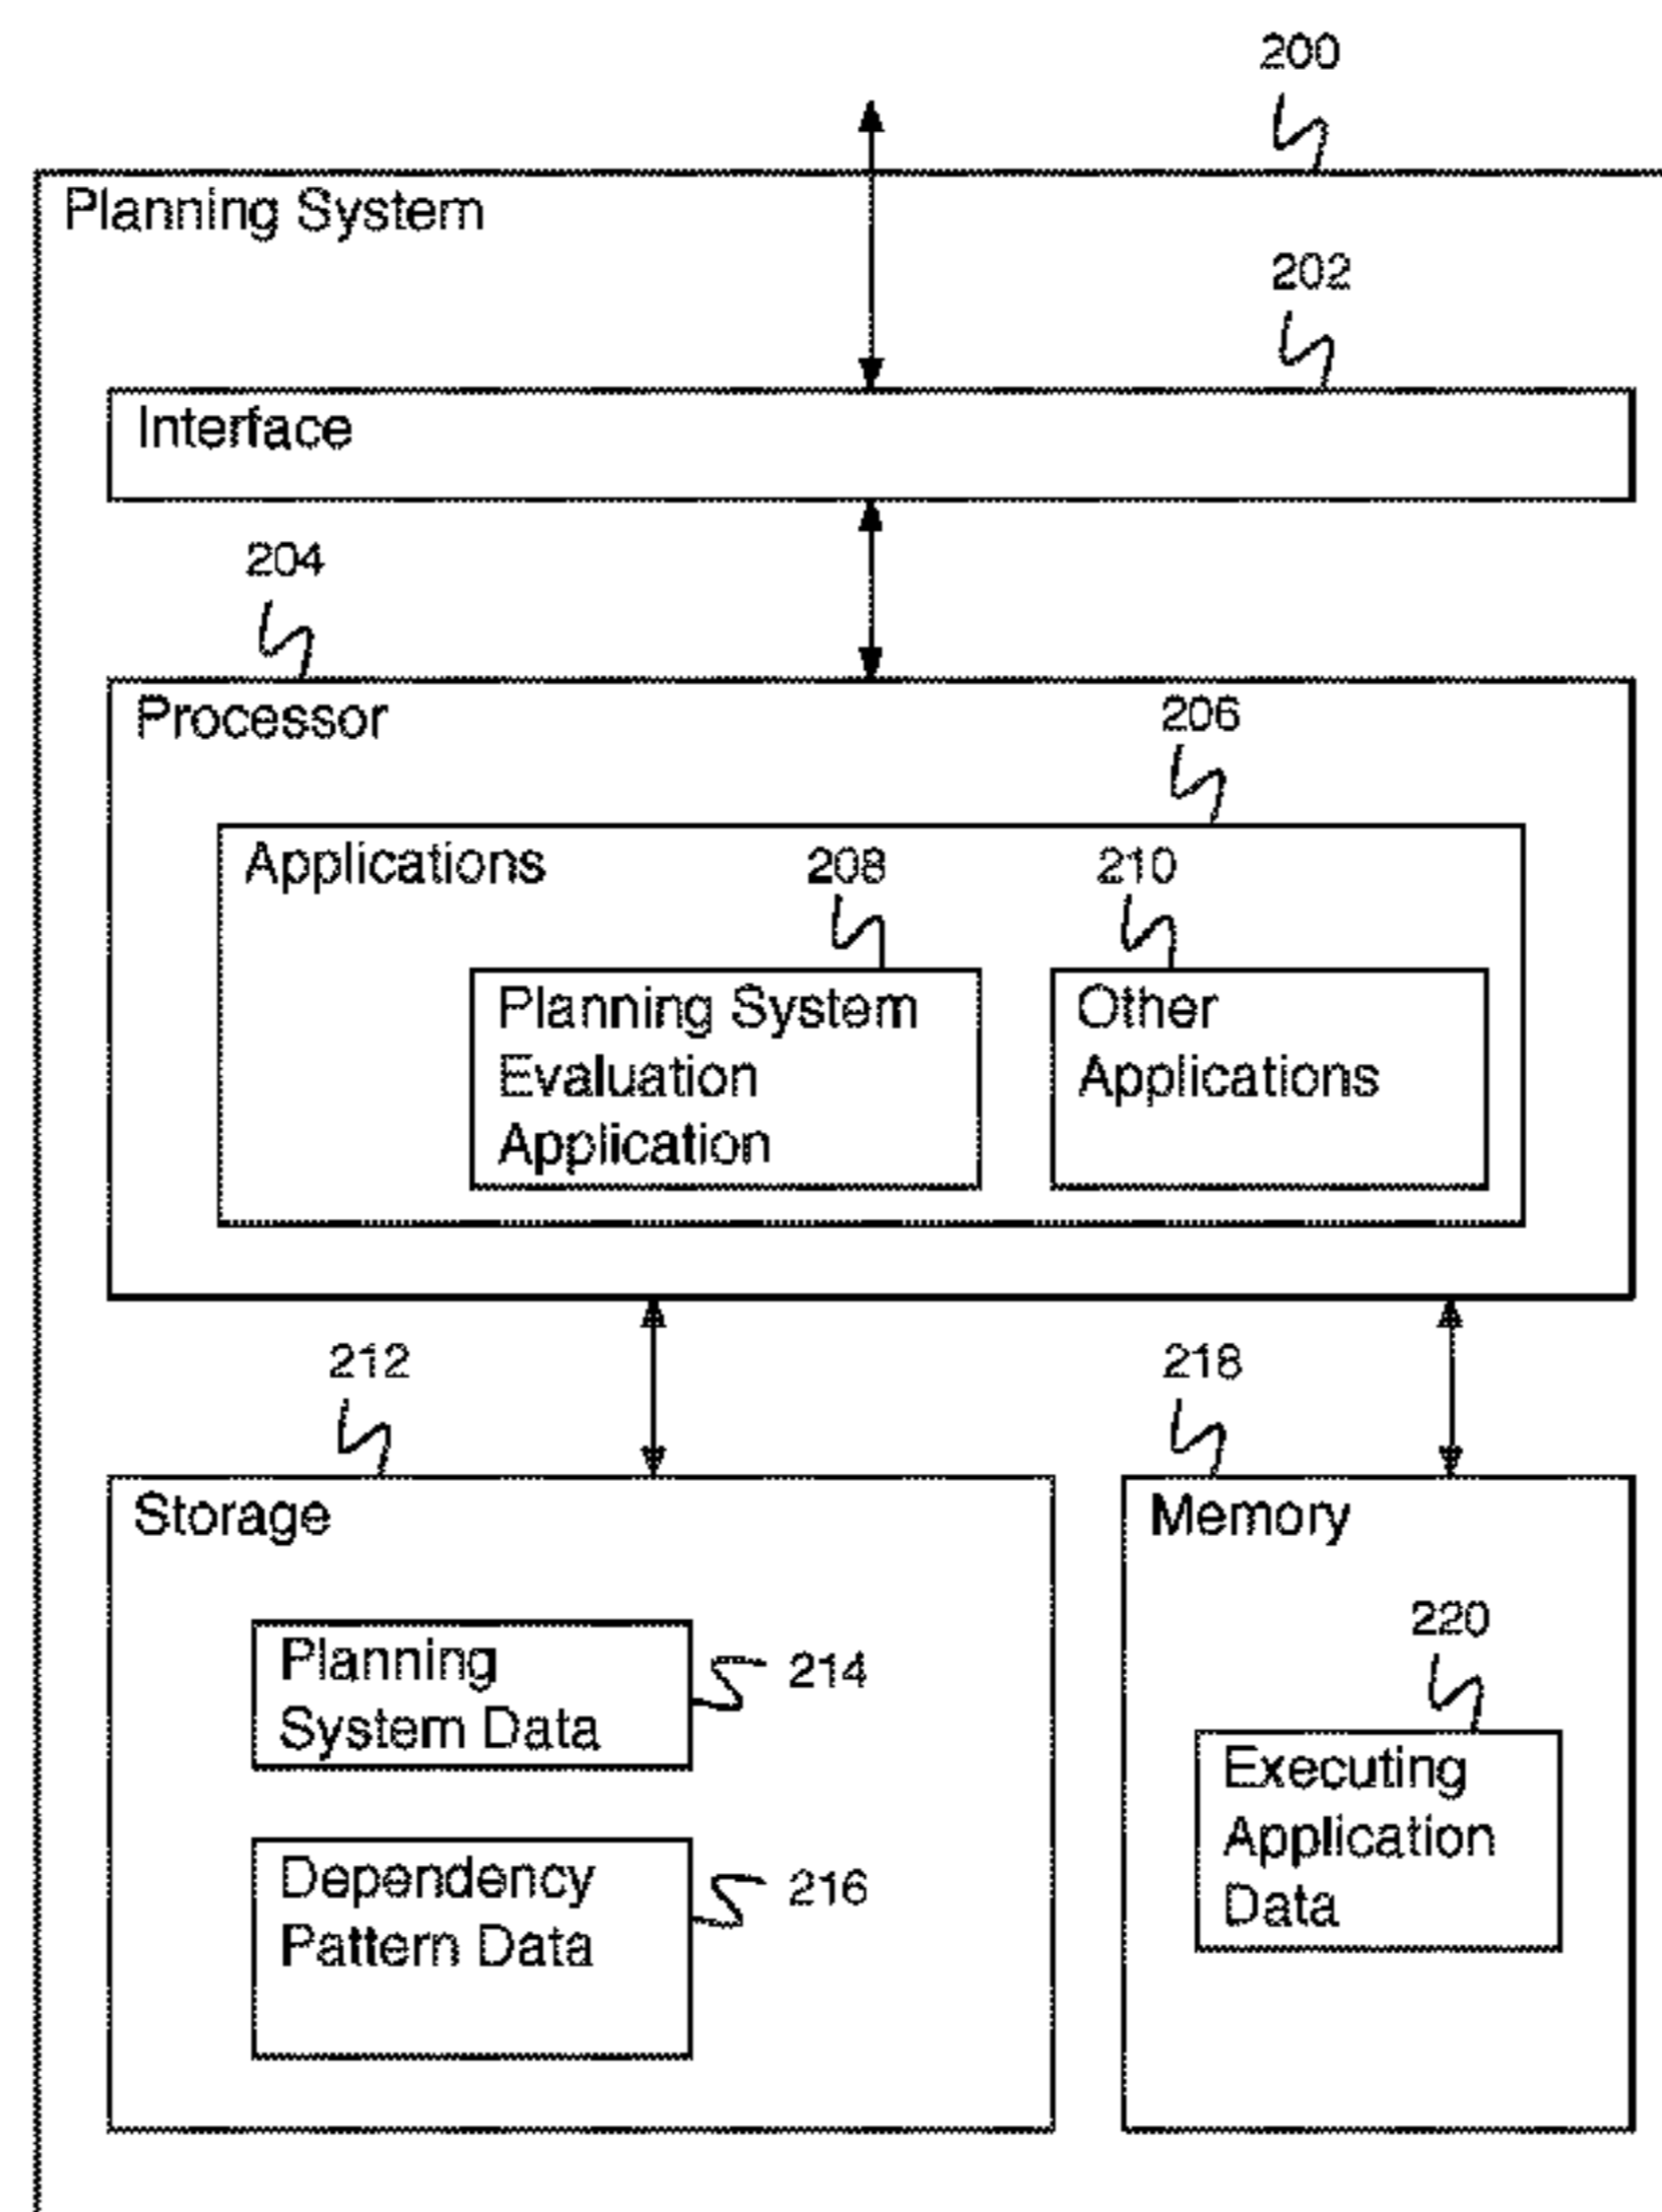 200
Planning System
202
Interface
204
Processor
206
Applications
208
210
Planning System
Evaluation
Application
Other
Applications
212
218
Storage
Memory
Planning
System Data
214
220
Executing
Application
Data
Dependency
Pattern Data
216